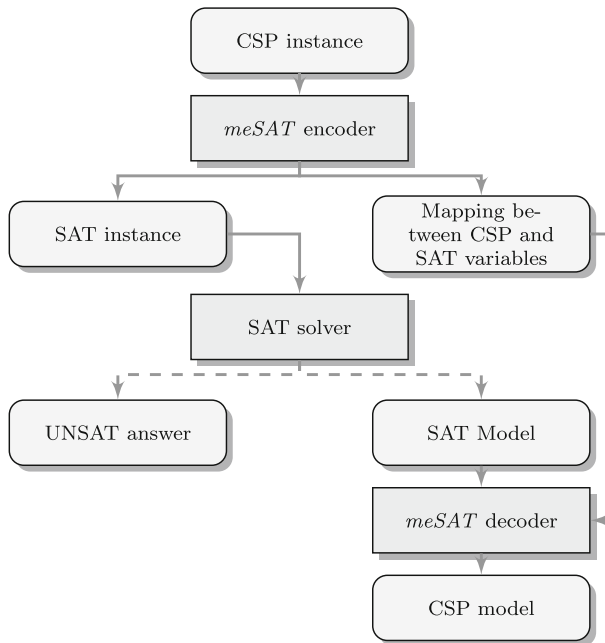 CSP instance
meSAT encoder
SAT instance
Mapping be-
tween CSP and
SAT variables
SAT solver
UNSAT answer
SAT Model
meSAT decoder
CSP model